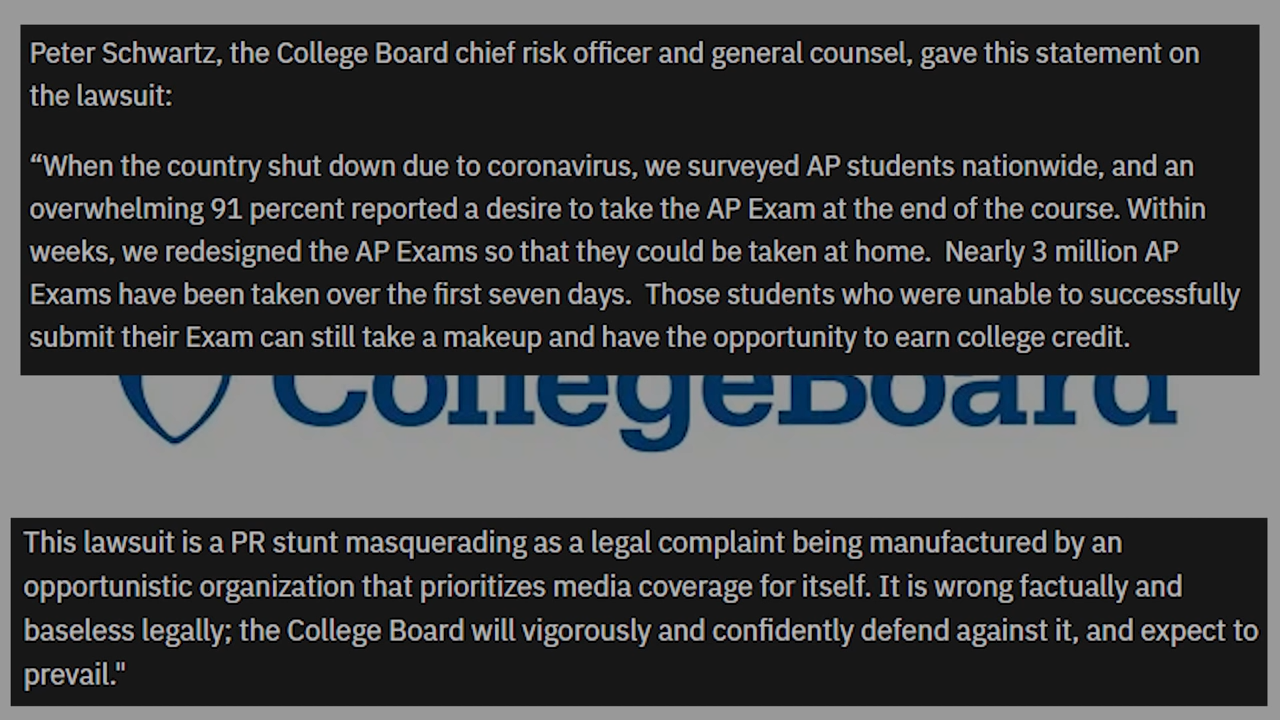 Peter Schwartz, the College Board chief risk officer and general counsel, gave this statement on
the lawsuit:
“When the country shut down due to coronavirus, we surveyed AP students nationwide, and an
overwhelming 91 percent reported a desire to take the AP Exam at the end of the course. Within
weeks, we redesigned the AP Exams so that they could be taken at home.  Nearly 3 million AP
Exams have been taken over the first seven days.  Those students who were unable to successfully
submit their Exam can still take a makeup and have the opportunity to earn college credit.
CollegeBoard
This lawsuit is a PR stunt masquerading as a legal complaint being manufactured by an
opportunistic organization that prioritizes media coverage for itself. It is wrong factually and
baseless legally; the College Board will vigorously and confidently defend against it, and expect to
prevail."